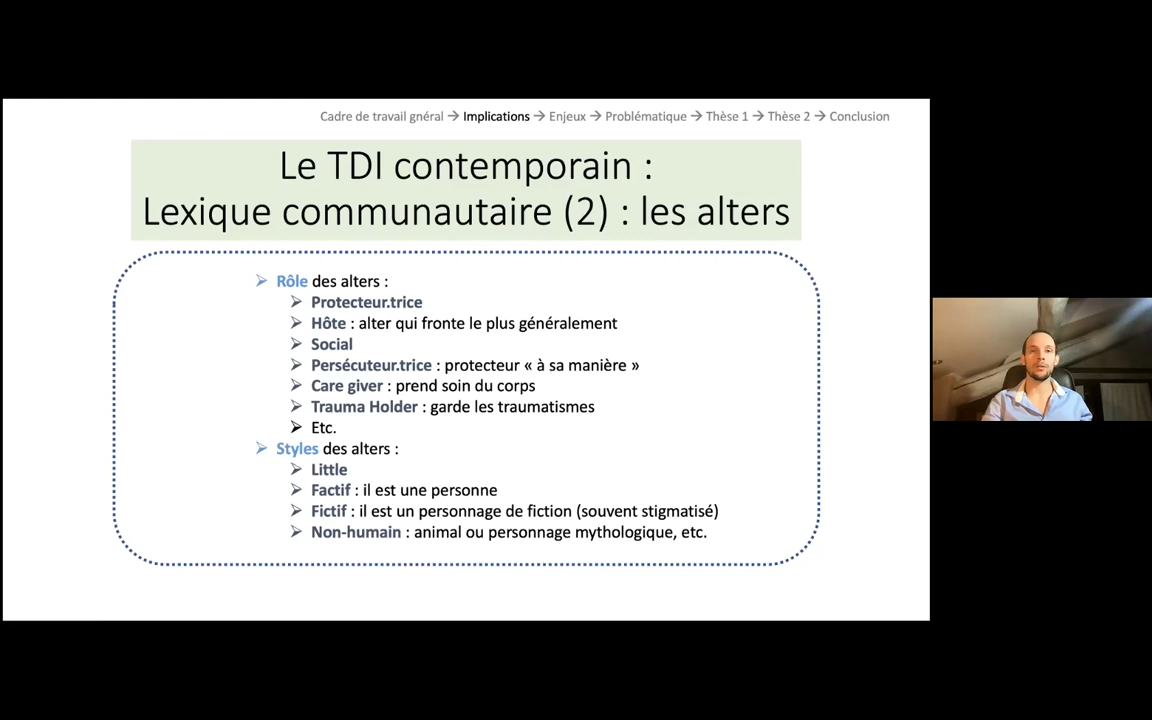 Cadre de travail gnéral → Implications → Enjeux → Problématique → Thèse 1 → Thèse 2 → Conclusion
Le TDI contemporain :
Lexique communautaire (2) : les alters
➢ Rôle des alters :
➢ Protecteur.trice
➢ Hôte : alter qui fronte le plus généralement
➢ Social
➢ Persécuteur.trice : protecteur « à sa manière »
➢ Care giver : prend soin du corps
➢ Trauma Holder : garde les traumatismes
➢ Etc.
➢ Styles des alters :
➢ Little
➢ Factif : il est une personne
➢ Fictif : il est un personnage de fiction (souvent stigmatisé)
➢ Non-humain : animal ou personnage mythologique, etc.